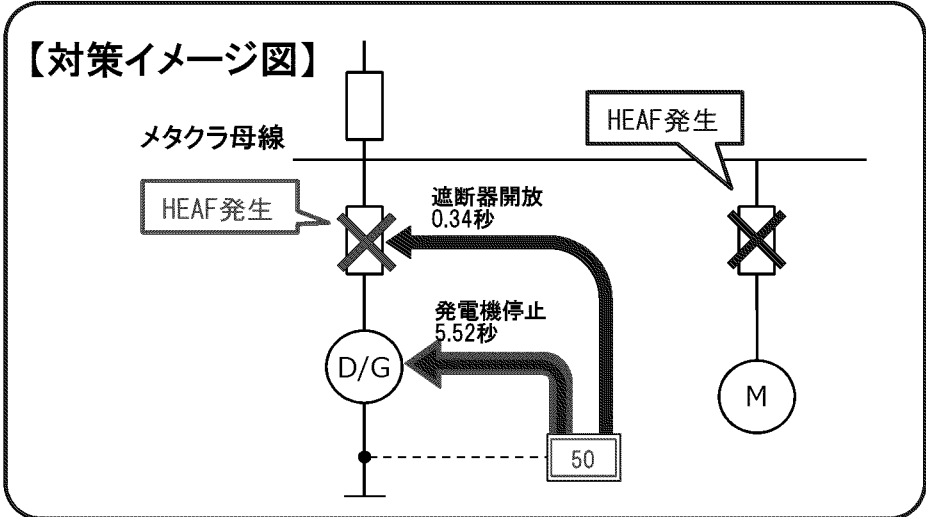 【対策イメージ図】
HEAF発生
メタクラ母線
HEAF発生
遮断器開放
0.34秒
発電機停止
5.52秒
D/G
M
50